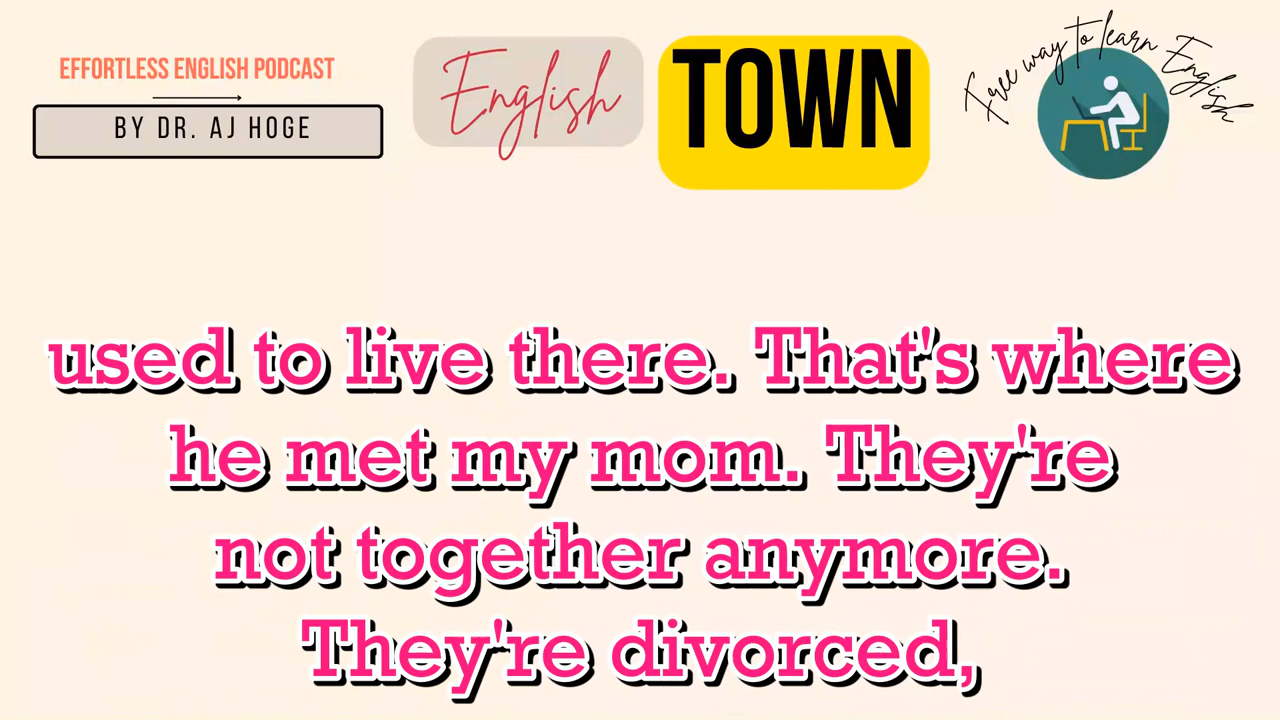 EFFORTLESS ENGLISH PODCAST
BY DR. AJ HOGE
English
TOWN
Free way to learn English
used to live there. That's where
he met my mom. They're
not together anymore.
They're divorced,